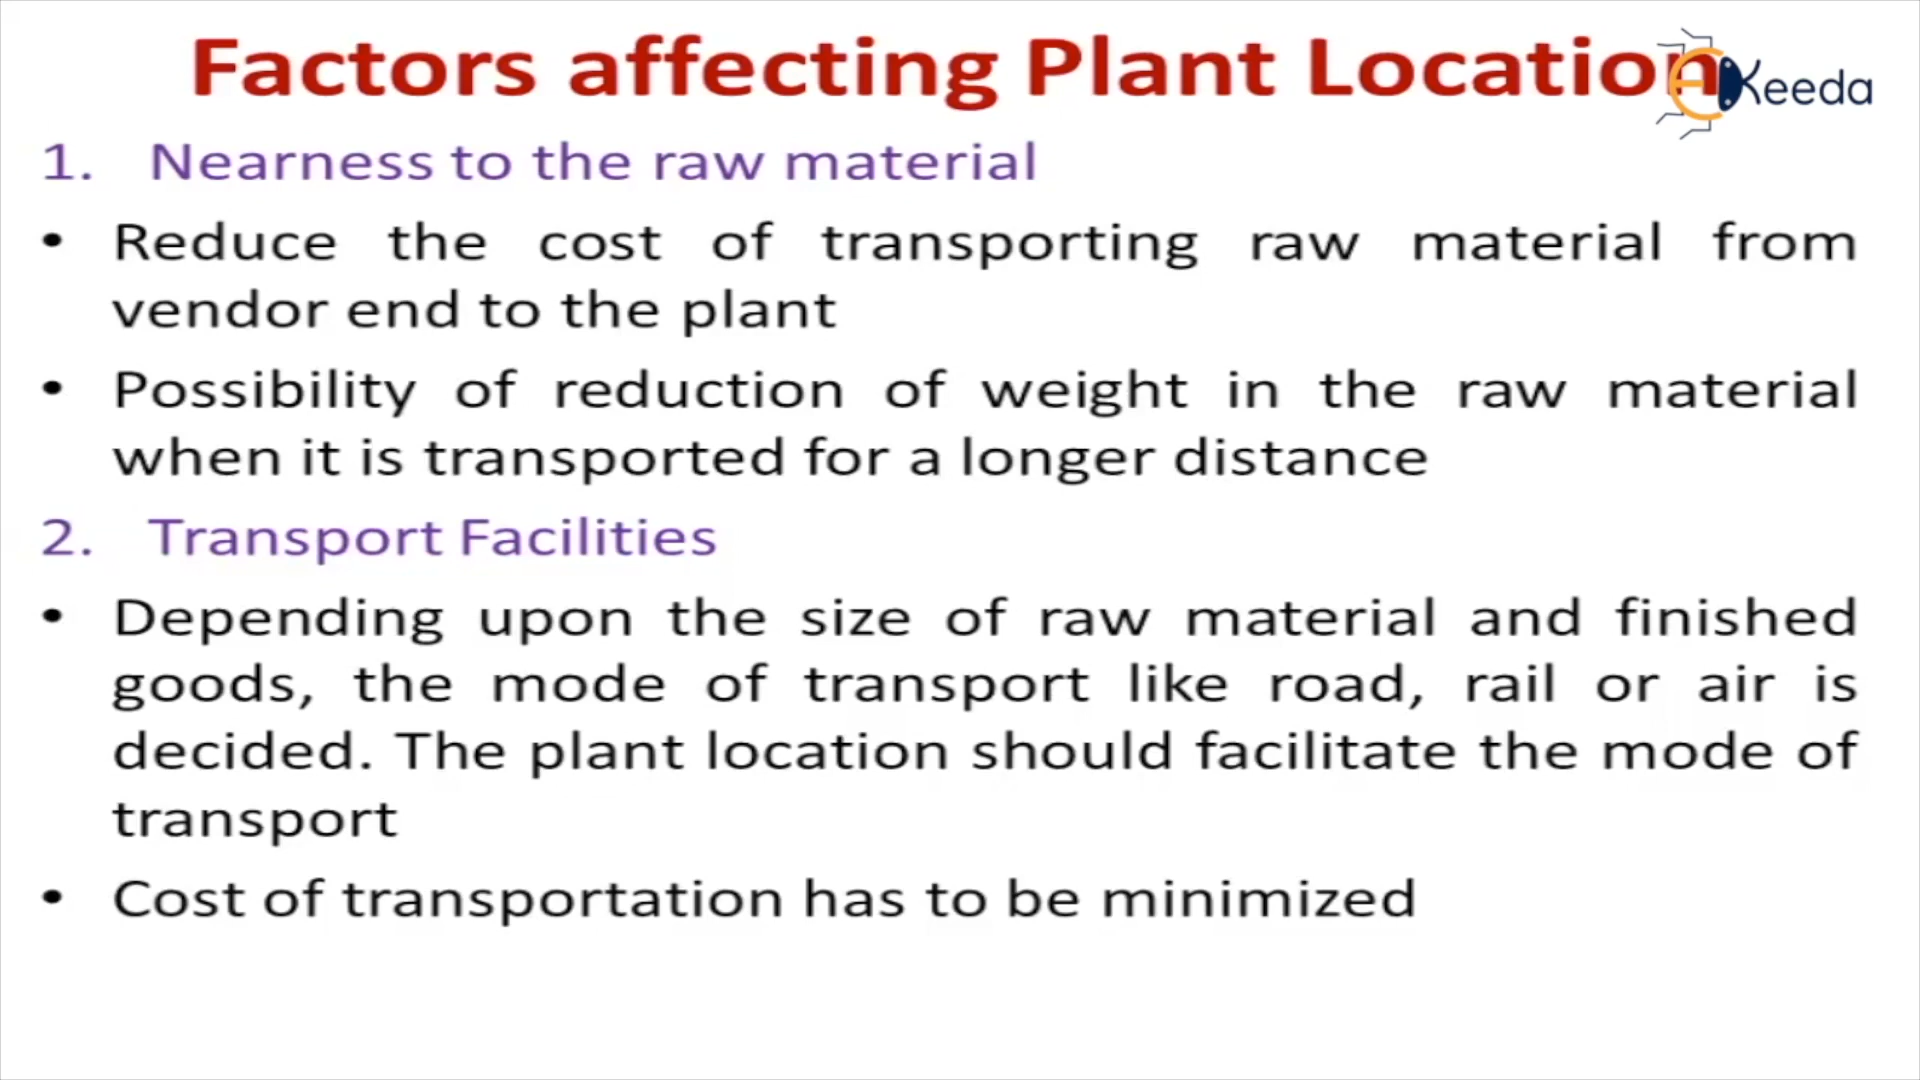 Factors affecting Plant Location
eKeeda
1. Nearness to the raw material
• Reduce the cost of transporting raw material from
vendor end to the plant
• Possibility of reduction of weight in the raw material
when it is transported for a longer distance
2. Transport Facilities
• Depending upon the size of raw material and finished
goods, the mode of transport like road, rail or air is
decided. The plant location should facilitate the mode of
transport
• Cost of transportation has to be minimized